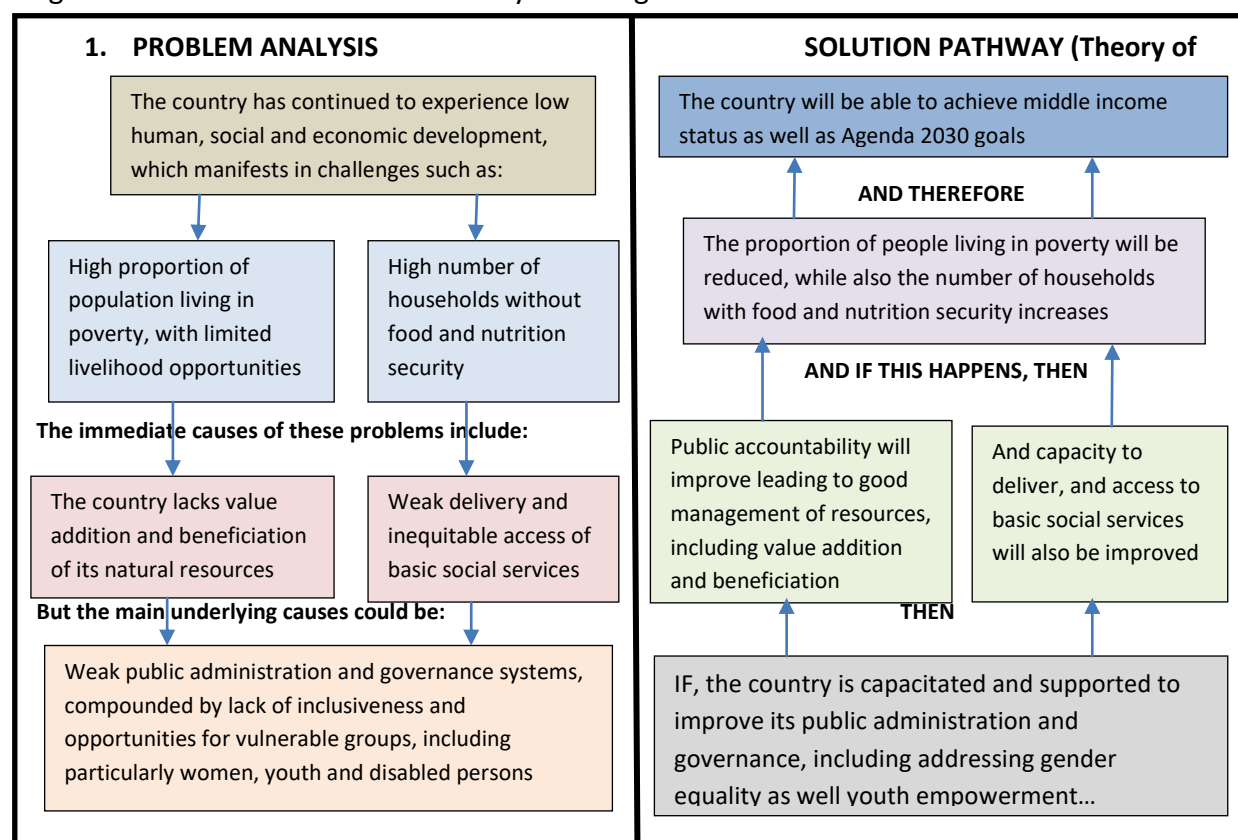 1. PROBLEM ANALYSIS
The country has continued to experience low
human, social and economic development,
which manifests in challenges such as:
High proportion of
population living in
poverty, with limited
livelihood opportunities
High number of
households without
food and nutrition
security
The immediate causes of these problems include:
The country lacks value
addition and beneficiation
of its natural resources
Weak delivery and
inequitable access of
basic social services
But the main underlying causes could be:
Weak public administration and governance systems,
compounded by lack of inclusiveness and
opportunities for vulnerable groups, including
particularly women, youth and disabled persons
SOLUTION PATHWAY (Theory of
The country will be able to achieve middle income
status as well as Agenda 2030 goals
AND THEREFORE
The proportion of people living in poverty will be
reduced, while also the number of households
with food and nutrition security increases
AND IF THIS HAPPENS, THEN
Public accountability will
improve leading to good
management of resources,
including value addition
and beneficiation
And capacity to
deliver, and access to
basic social services
will also be improved
THEN
IF, the country is capacitated and supported to
improve its public administration and
governance, including addressing gender
equality as well youth empowerment…